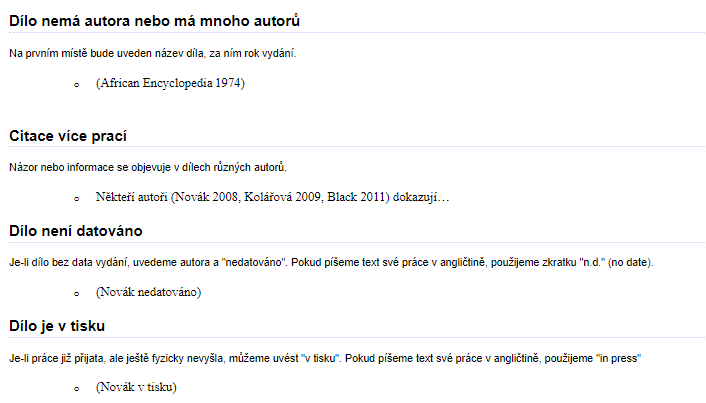 Dílo nemá autora nebo má mnoho autorů
Na prvním místě bude uveden název díla, za ním rok vydání.
(African Encyclopedia 1974)
Citace více prací
Názor nebo informace se objevuje v dílech různých autorů.
Někteří autoři (Novák 2008, Kolářová 2009, Black 2011) dokazují…
Dílo není datováno
Je-li dílo bez data vydání, uvedeme autora a "nedatováno". Pokud píšeme text své práce v angličtině, použijeme zkratku "n.d." (no date).
(Novák nedatováno)
Dílo je v tisku
Je-li práce již přijata, ale ještě fyzicky nevyšla, můžeme uvést "v tisku". Pokud píšeme text své práce v angličtině, použijeme "in press"
(Novák v tisku)